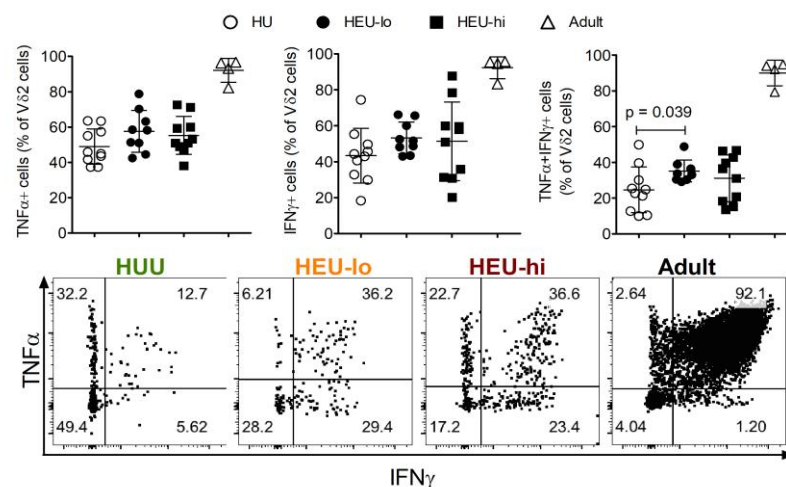 HU HEU-lo HEU-hi Adult
TNFα+ cells (% of Vδ2 cells)
100
80
60
40
20
0
IFNγ+ cells (% of Vδ2 cells)
100
80
60
40
20
0
TNFα+IFNγ+ cells
(% of Vδ2 cells)
100
80
60
40
20
0
p = 0.039
HUU HEU-lo HEU-hi Adult
TNFα
32.2 12.7
49.4 5.62
6.21 36.2
28.2 29.4
22.7 36.6
17.2 23.4
2.64 92.1
4.04 1.20
IFNγ